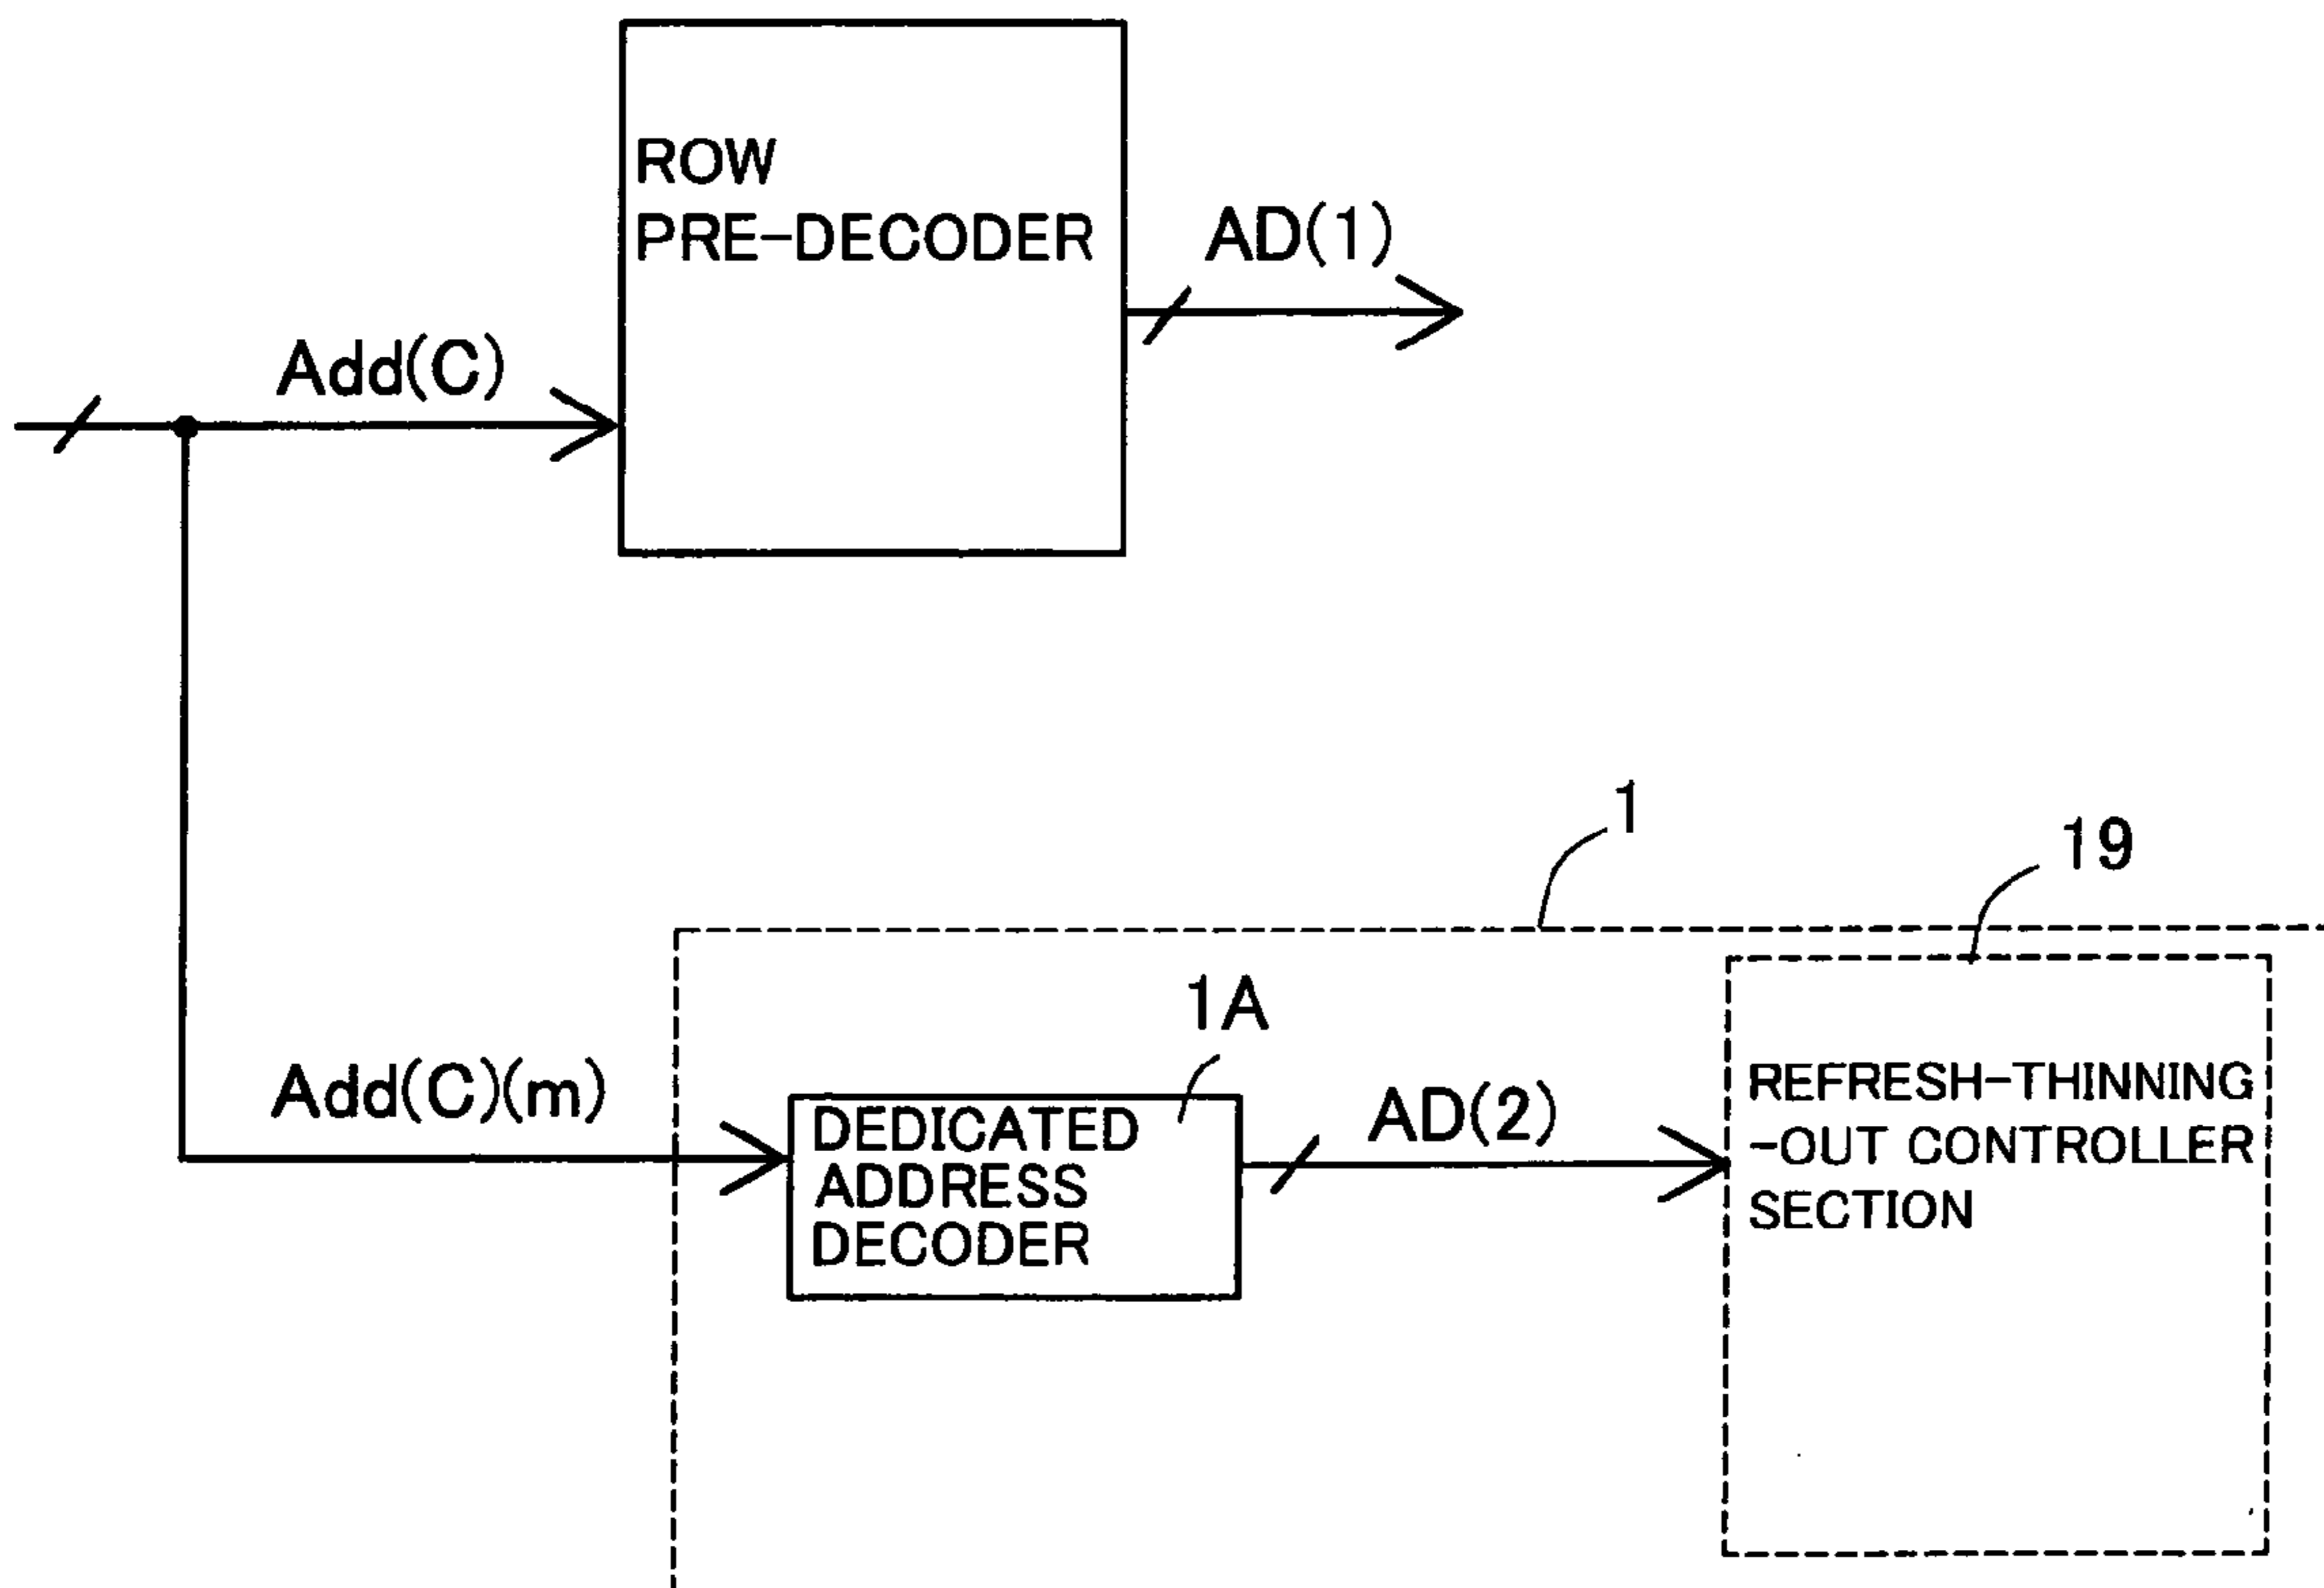 ROW
PRE-DECODER
AD(1)
Add(C)
1
19
1A
Add(C)(m)
DEDICATED
ADDRESS
DECODER
AD(2)
REFRESH-THINNING
-OUT CONTROLLER
SECTION